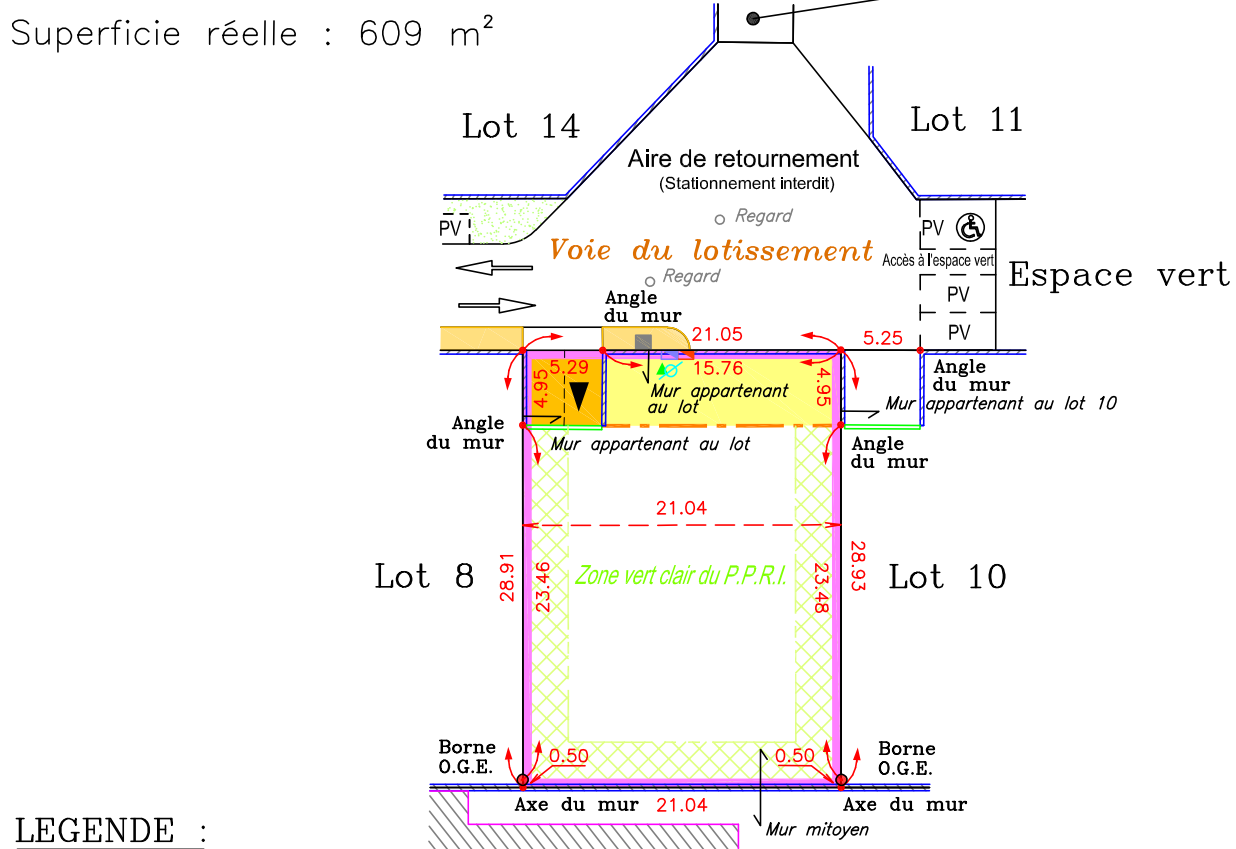 Superficie réelle : 609 m²
Lot 14
Lot 11
Aire de retournement
(Stationnement interdit)
Regard
PV
PV
Voie du lotissement
Accès à l'espace vert
Espace vert
Regard
PV
Angle
du mur
PV
21.05
5.25
5.29
15.76
4.95
4.95
Angle
du mur
Mur appartenant
au lot
Mur appartenant au lot 10
Angle
du mur
Mur appartenant au lot
Angle
du mur
21.04
Lot 8
28.91
23.46
Zone vert clair du P.P.R.I.
23.48
28.93
Lot 10
Borne
O.G.E.
0.50
0.50
Borne
O.G.E.
Axe du mur
21.04
Axe du mur
Mur mitoyen
LEGENDE :